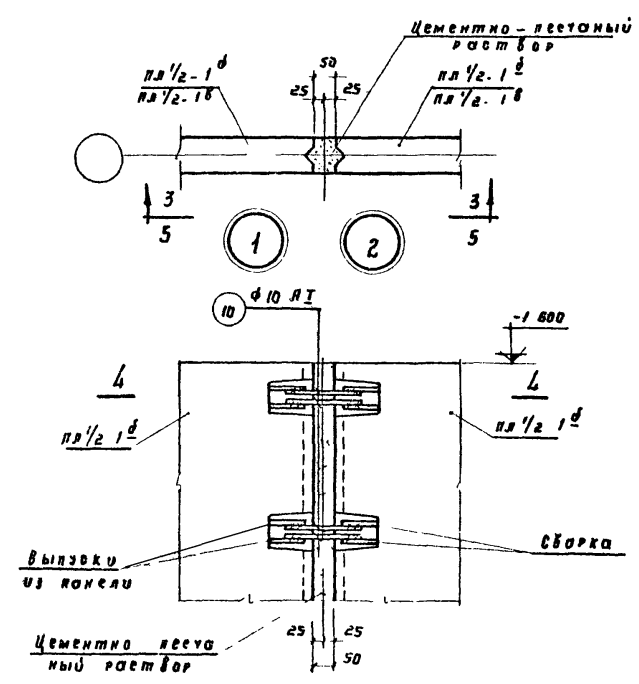 Цементно-песчаный
раствор
50
25 25
пл 1/2-1 б
пл 1/2-1 в
пл 1/2-1 б
пл 1/2-1 в
3
5
3
5
1
2
10
ф10 АI
-1 600
4
4
пл 1/2 1 б
пл 1/2 1 б
Выпуски
из панели
Сварка
25 25
50
Цементно песча
ный раствор